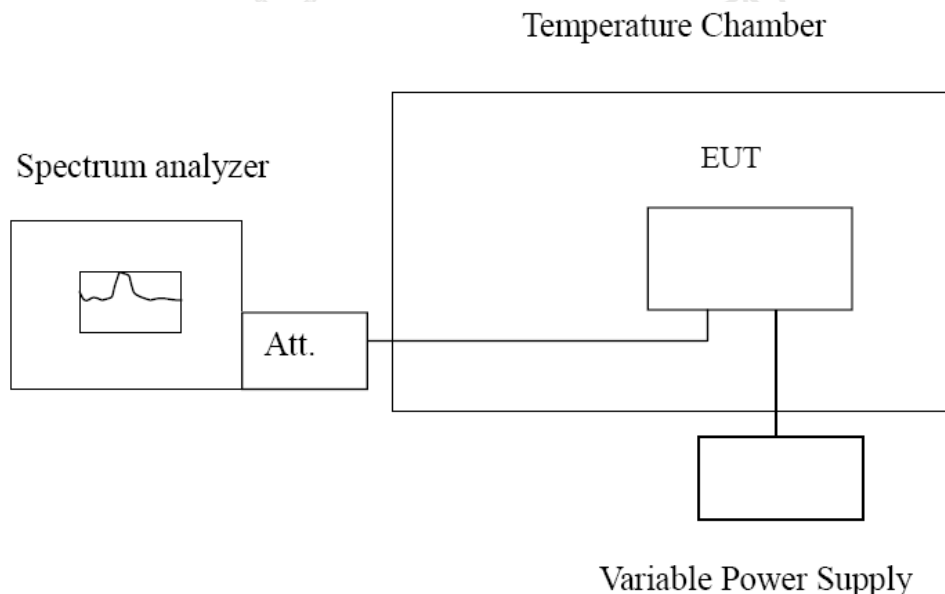 Temperature Chamber
EUT
Spectrum analyzer
Att.
Variable Power Supply